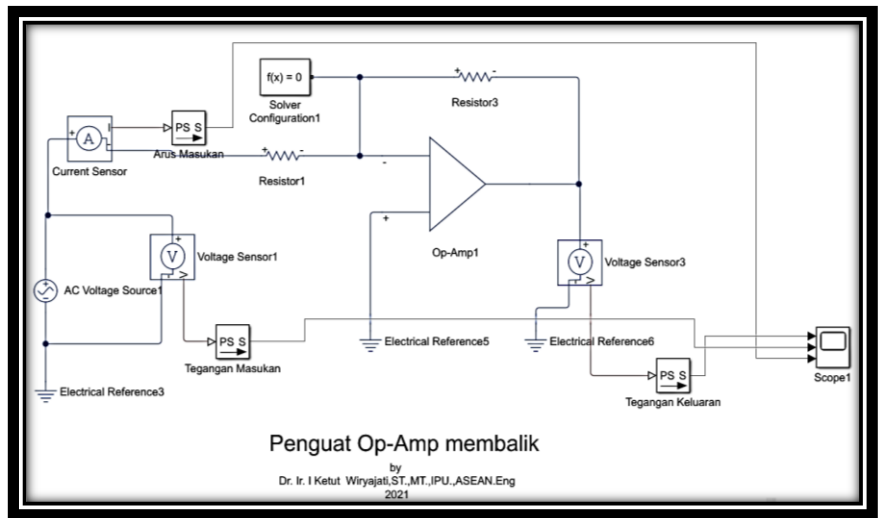 f(x) = 0
Solver
Configuration1
+ -
Resistor3
PS S
Arus Masukan
+
A
I
Current Sensor
+ -
Resistor1
-
+
Op-Amp1
+
V
V
Voltage Sensor1
+
V
V
Voltage Sensor3
AC Voltage Source1
PS S
Tegangan Masukan
Electrical Reference5
Electrical Reference6
Scope1
Electrical Reference3
PS S
Tegangan Keluaran
Penguat Op-Amp membalik
by
Dr. Ir. I Ketut Wiryajati,ST.,MT.,IPU.,ASEAN.Eng
2021